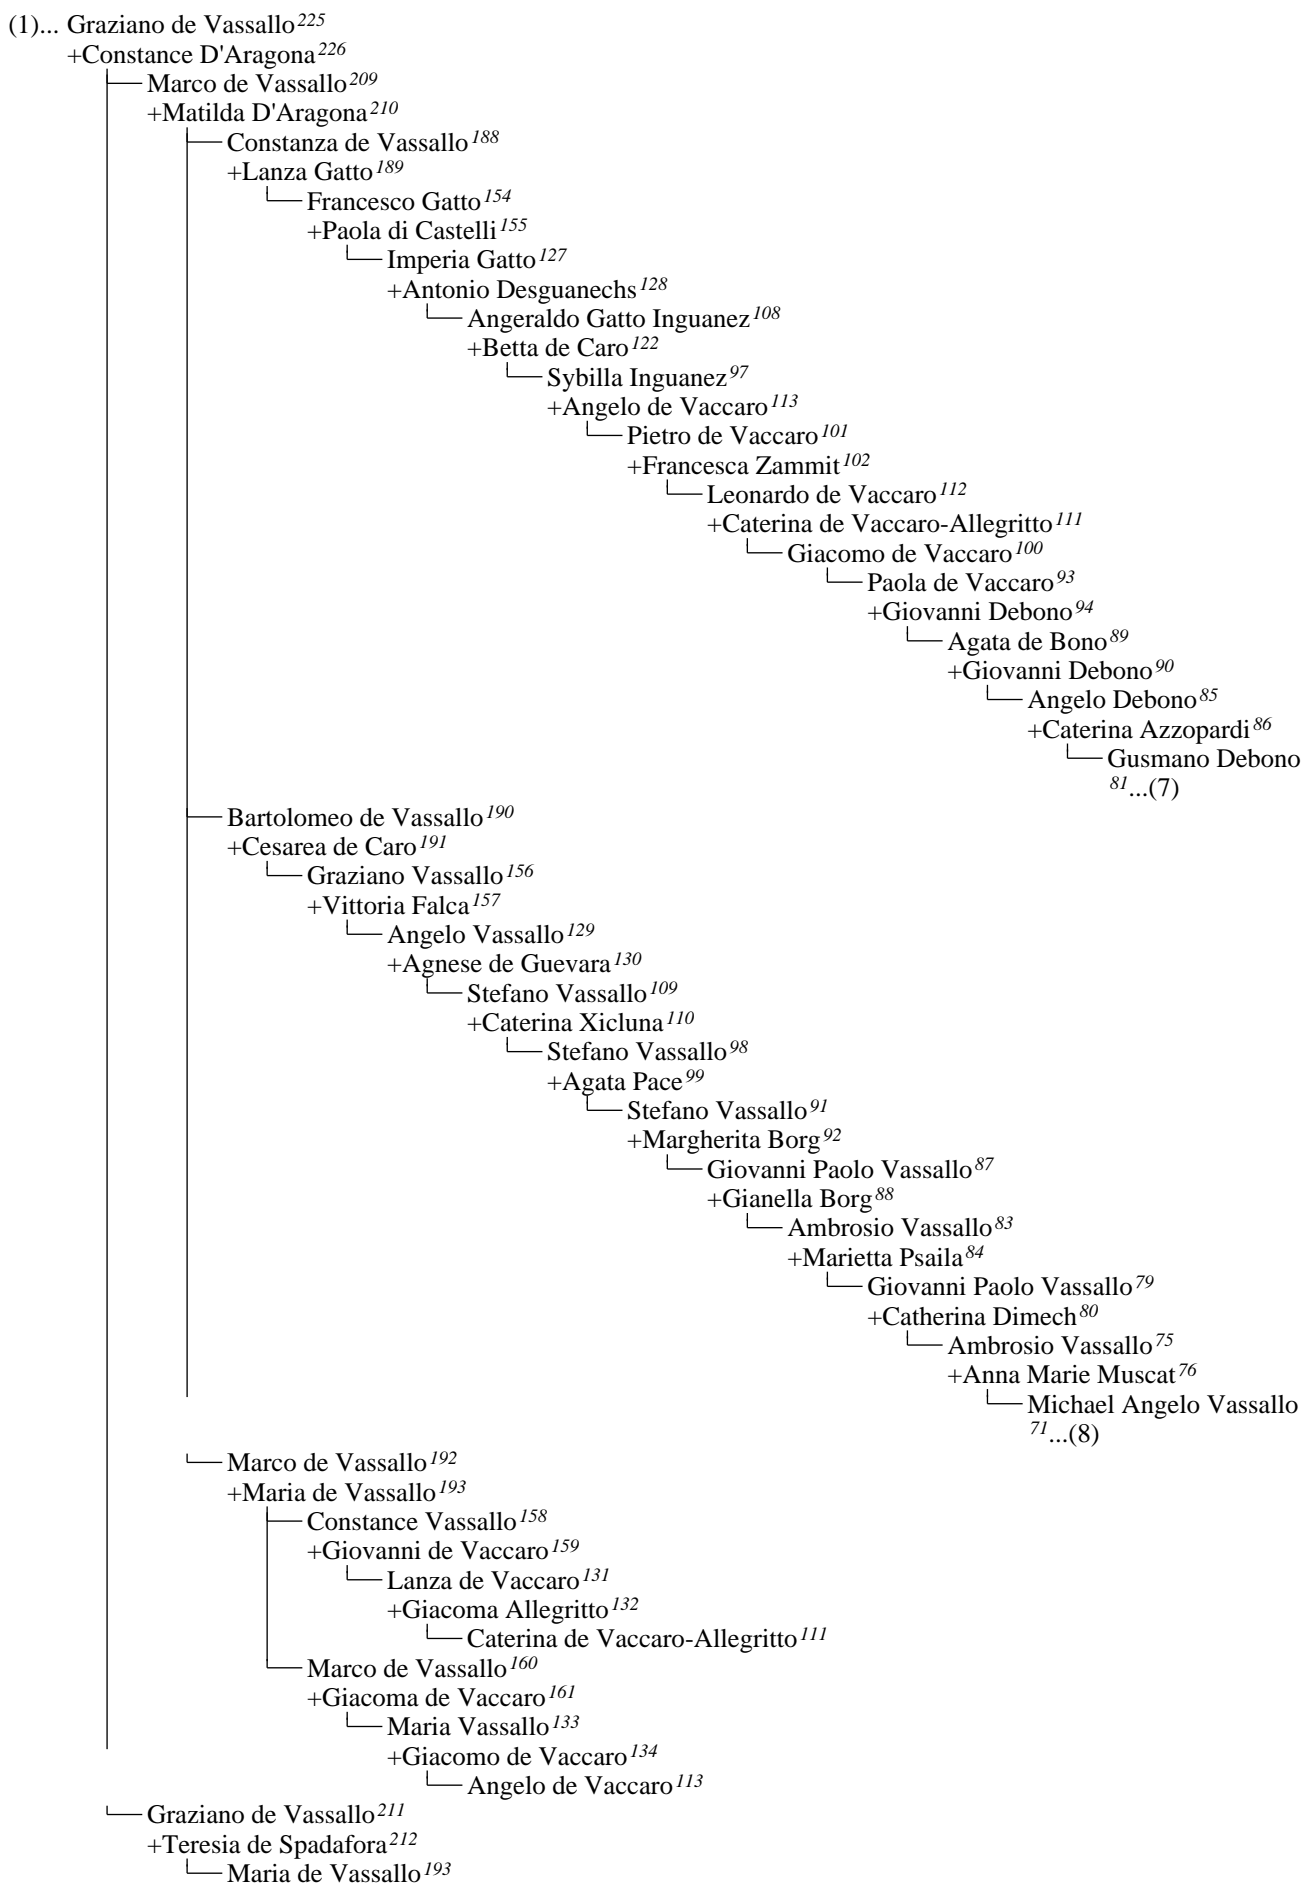 (1)... Graziano de Vassallo225
+Constance D'Aragona226
Marco de Vassallo209
+Matilda D'Aragona210
Constanza de Vassallo188
+Lanza Gatto189
Francesco Gatto154
+Paola di Castelli155
Imperia Gatto127
+Antonio Desguanechs128
Angeraldo Gatto Inguanez108
+Betta de Caro122
Sybilla Inguanez97
+Angelo de Vaccaro113
Pietro de Vaccaro101
+Francesca Zammit102
Leonardo de Vaccaro112
+Caterina de Vaccaro-Allegritto111
Giacomo de Vaccaro100
Paola de Vaccaro93
+Giovanni Debono94
Agata de Bono89
+Giovanni Debono90
Angelo Debono85
+Caterina Azzopardi86
Gusmano Debono
81...(7)
Bartolomeo de Vassallo190
+Cesarea de Caro191
Graziano Vassallo156
+Vittoria Falca157
Angelo Vassallo129
+Agnese de Guevara130
Stefano Vassallo109
+Caterina Xicluna110
Stefano Vassallo98
+Agata Pace99
Stefano Vassallo91
+Margherita Borg92
Giovanni Paolo Vassallo87
+Gianella Borg88
Ambrosio Vassallo83
+Marietta Psaila84
Giovanni Paolo Vassallo79
+Catherina Dimech80
Ambrosio Vassallo75
+Anna Marie Muscat76
Michael Angelo Vassallo
71...(8)
Marco de Vassallo192
+Maria de Vassallo193
Constance Vassallo158
+Giovanni de Vaccaro159
Lanza de Vaccaro131
+Giacoma Allegritto132
Caterina de Vaccaro-Allegritto111
Marco de Vassallo160
+Giacoma de Vaccaro161
Maria Vassallo133
+Giacomo de Vaccaro134
Angelo de Vaccaro113
Graziano de Vassallo211
+Teresia de Spadafora212
Maria de Vassallo193